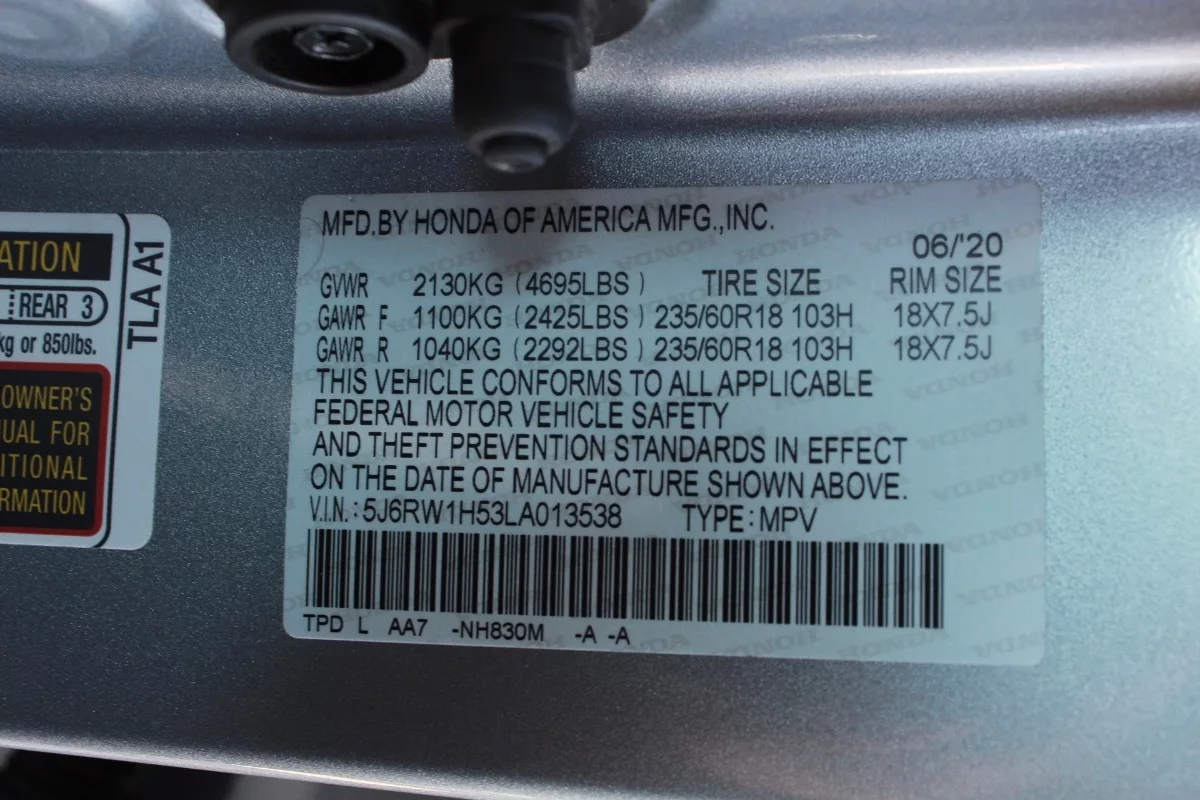 ATION
REAR 3
kg or 850lbs.
OWNER'S
UAL FOR
ITIONAL
RMATION
TLA A1
MFD.BY HONDA OF AMERICA MFG.,INC.
06/'20
GVWR 2130KG (4695LBS) TIRE SIZE RIM SIZE
GAWR F 1100KG (2425LBS) 235/60R18 103H 18X7.5J
GAWR R 1040KG (2292LBS) 235/60R18 103H 18X7.5J
THIS VEHICLE CONFORMS TO ALL APPLICABLE
FEDERAL MOTOR VEHICLE SAFETY
AND THEFT PREVENTION STANDARDS IN EFFECT
ON THE DATE OF MANUFACTURE SHOWN ABOVE.
V.I.N.: 5J6RW1H53LA013538 TYPE: MPV
TPD L AA7 -NH830M -A -A